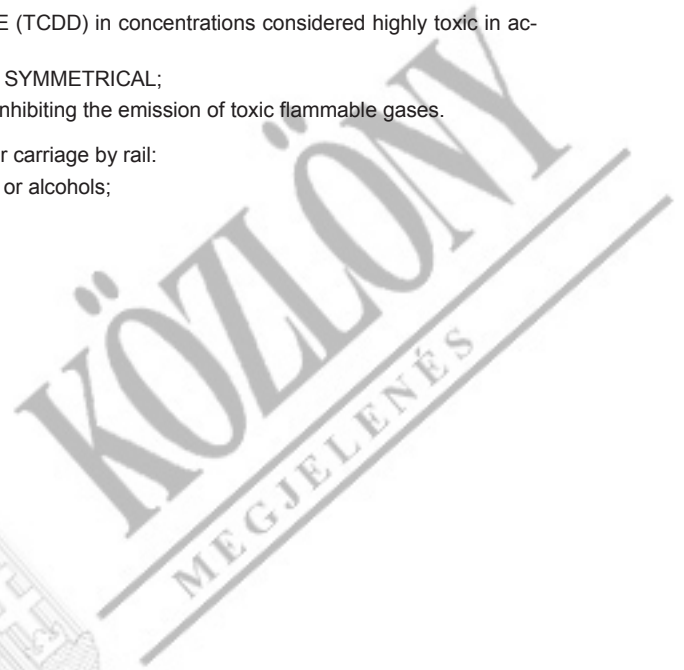 E (TCDD) in concentrations considered highly toxic in ac-
SYMMETRICAL;
nhibiting the emission of toxic flammable gases.
r carriage by rail:
or alcohols;
KÖZLÖNY
MEGJELENÉS